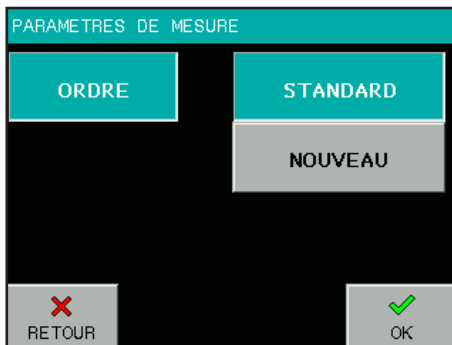 PARAMETRES DE MESURE
ORDRE
STANDARD
NOUVEAU
RETOUR
OK